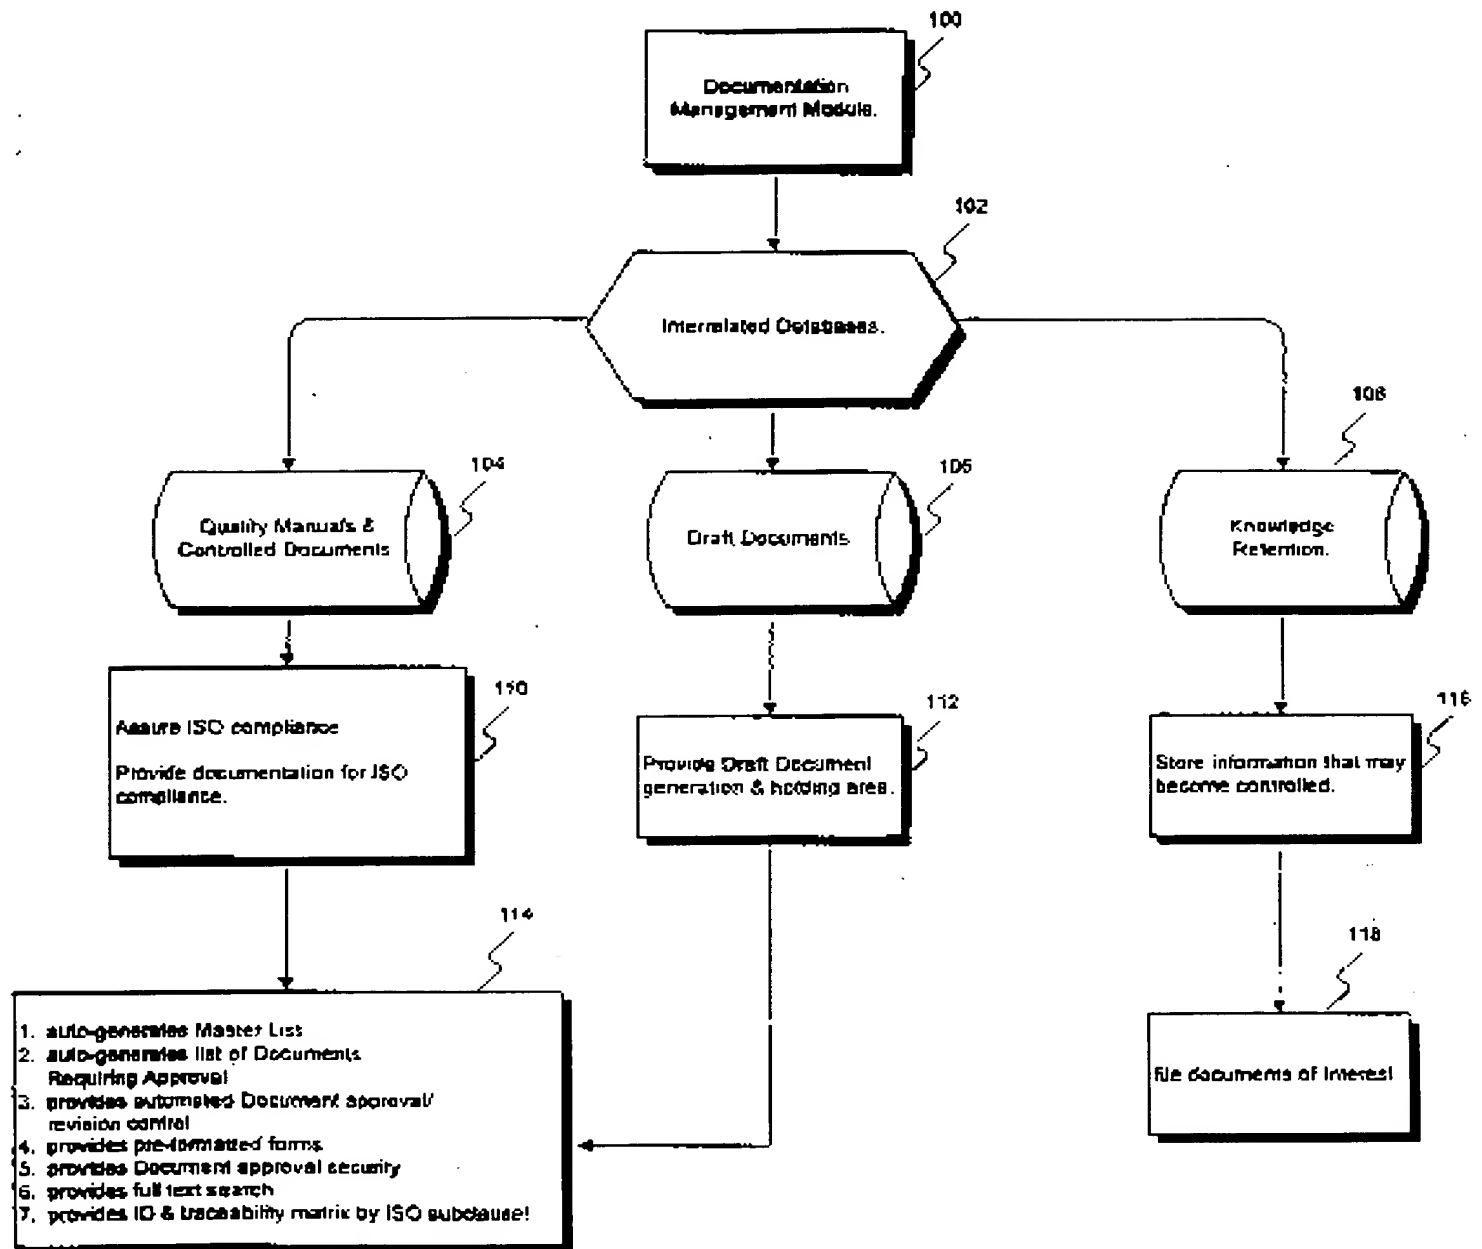 100
Documentation
Management Module.
102
Interrelated Databases.
108
104
106
Quality Manuals &
Controlled Documents
Draft Documents
Knowledge
Retention.
110
112
116
Assure ISO compliance
Provide documentation for ISO
compliance.
Provide Draft Document
generation & holding area.
Store information that may
become controlled.
114
118
1. auto-generates Master List
2. auto-generates list of Documents
Requiring Approval
3. provides automated Document approval/
revision control
4. provides pre-formatted forms
5. provides Document approval security
6. provides full text search
7. provides ID & traceability matrix by ISO subclause!
file documents of interest